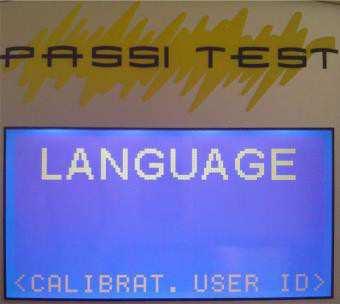 PASSI TEST
LANGUAGE
<CALIBRAT. USER ID>